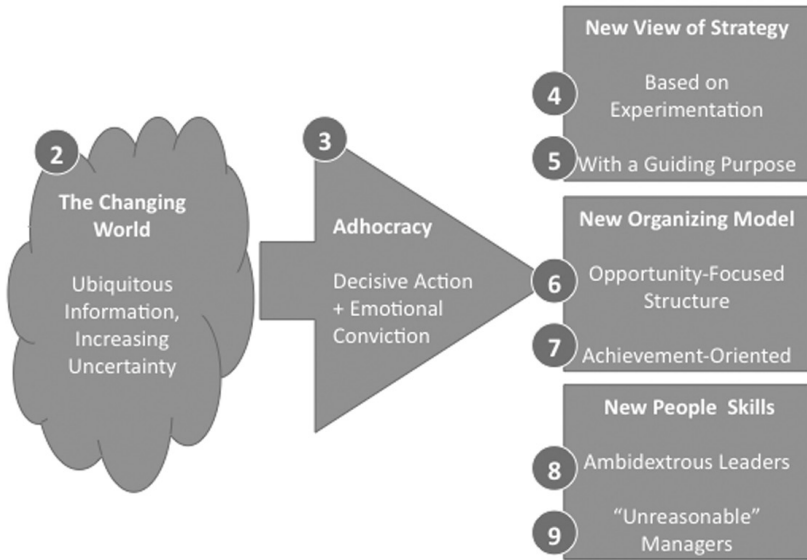 2
The Changing
World
Ubiquitous
Information,
Increasing
Uncertainty
3
Adhocracy
Decisive Action
+ Emotional
Conviction
New View of Strategy
4
Based on
Experimentation
5
With a Guiding Purpose
New Organizing Model
6
Opportunity-Focused
Structure
7
Achievement-Oriented
New People Skills
8
Ambidextrous Leaders
9
“Unreasonable”
Managers